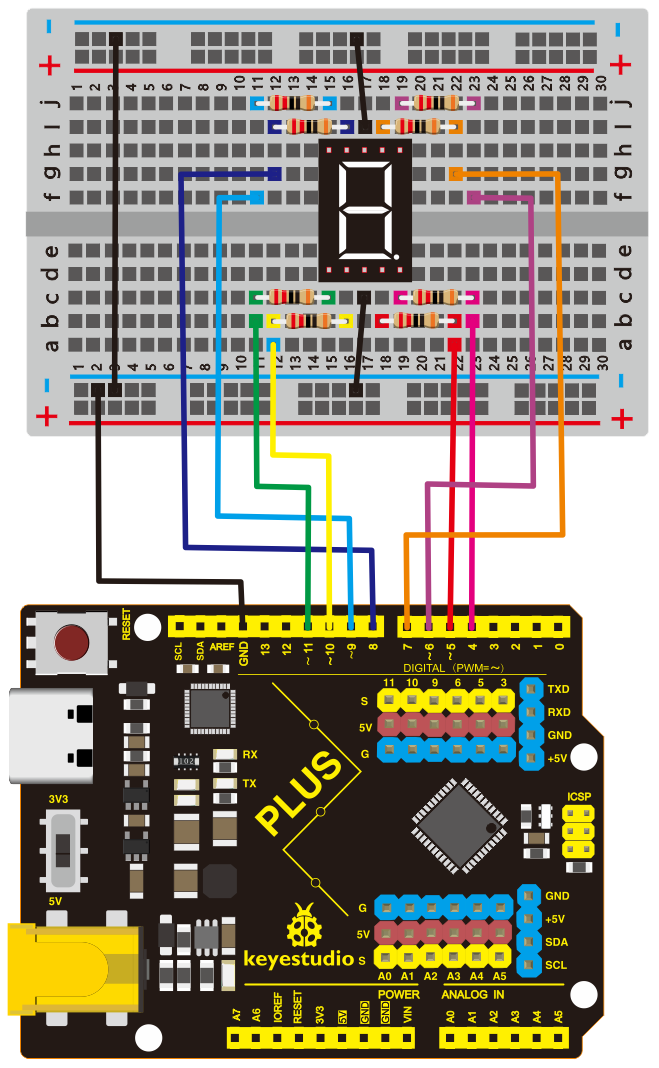 - -
+ +
1 2 3 4 5 6 7 8 9 10 11 12 13 14 15 16 17 18 19 20 21 22 23 24 25 26 27 28 29 30
j j
i i
h h
g g
f f
e e
d d
c c
b b
a a
1 2 3 4 5 6 7 8 9 10 11 12 13 14 15 16 17 18 19 20 21 22 23 24 25 26 27 28 29 30
- -
+ +
RESET
SCL SDA AREF GND 13 12 ~11 ~10 ~9 8 7 ~6 ~5 4 3 2 1 0
DIGITAL (PWM=~)
11 10 9 6 5 3
S
5V
G
TXD
RXD
GND
+5V
RX
TX
102
PLUS
3V3
5V
ICSP
keyestudio
G
5V
S
A0 A1 A2 A3 A4 A5
GND
+5V
SDA
SCL
POWER
ANALOG IN
A7 A6 IOREF RESET 3V3 5V GND GND VIN
A0 A1 A2 A3 A4 A5